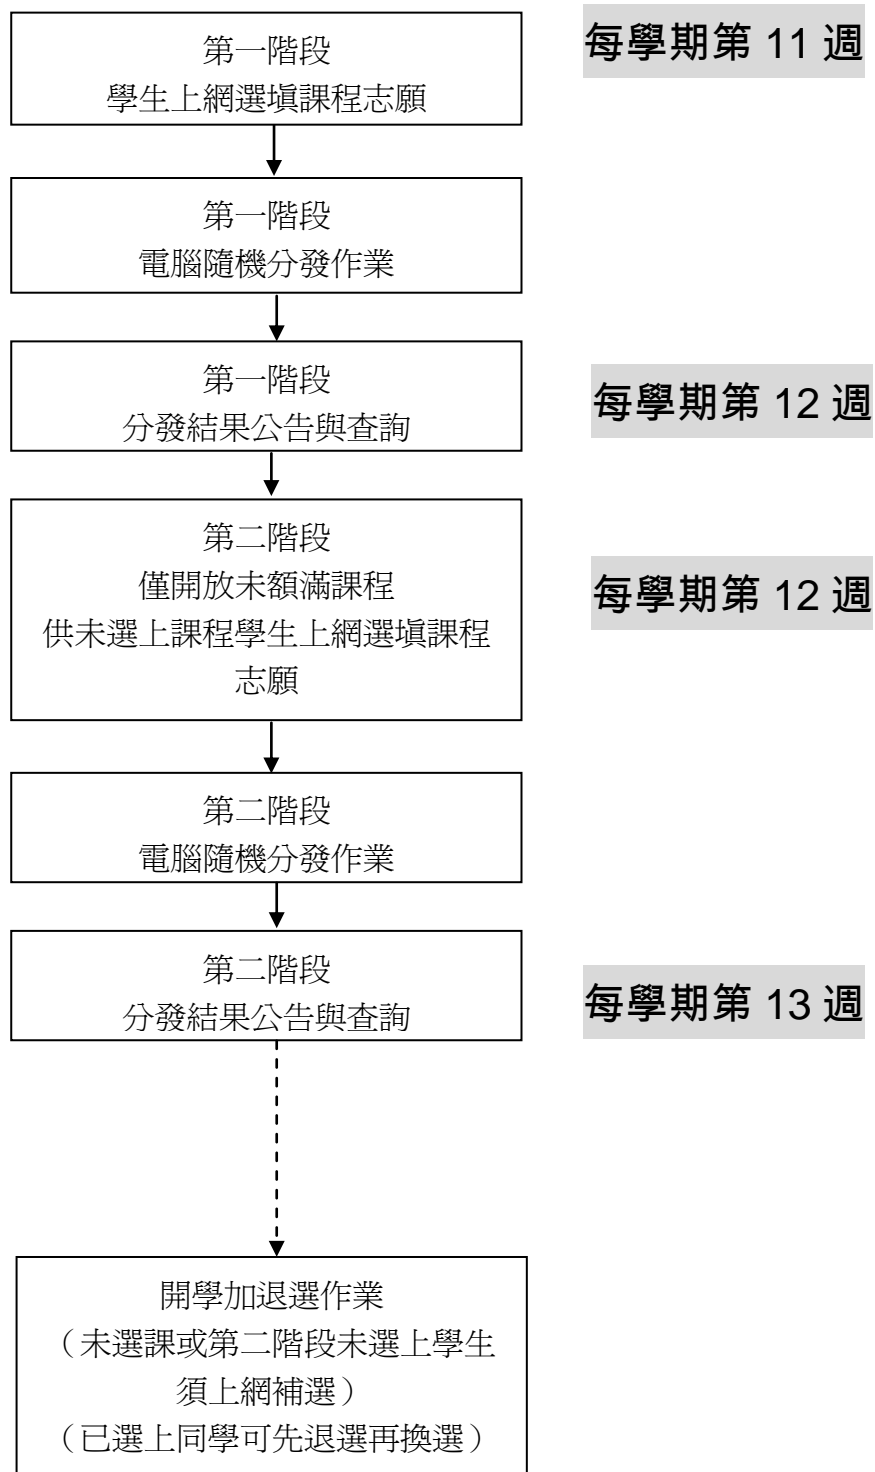 第一階段
學生上網選填課程志願
每學期第 11 週
第一階段
電腦隨機分發作業
第一階段
分發結果公告與查詢
每學期第 12 週
第二階段
僅開放未額滿課程
供未選上課程學生上網選填課程
志願
每學期第 12 週
第二階段
電腦隨機分發作業
第二階段
分發結果公告與查詢
每學期第 13 週
開學加退選作業
（未選課或第二階段未選上學生
須上網補選）
（已選上同學可先退選再換選）